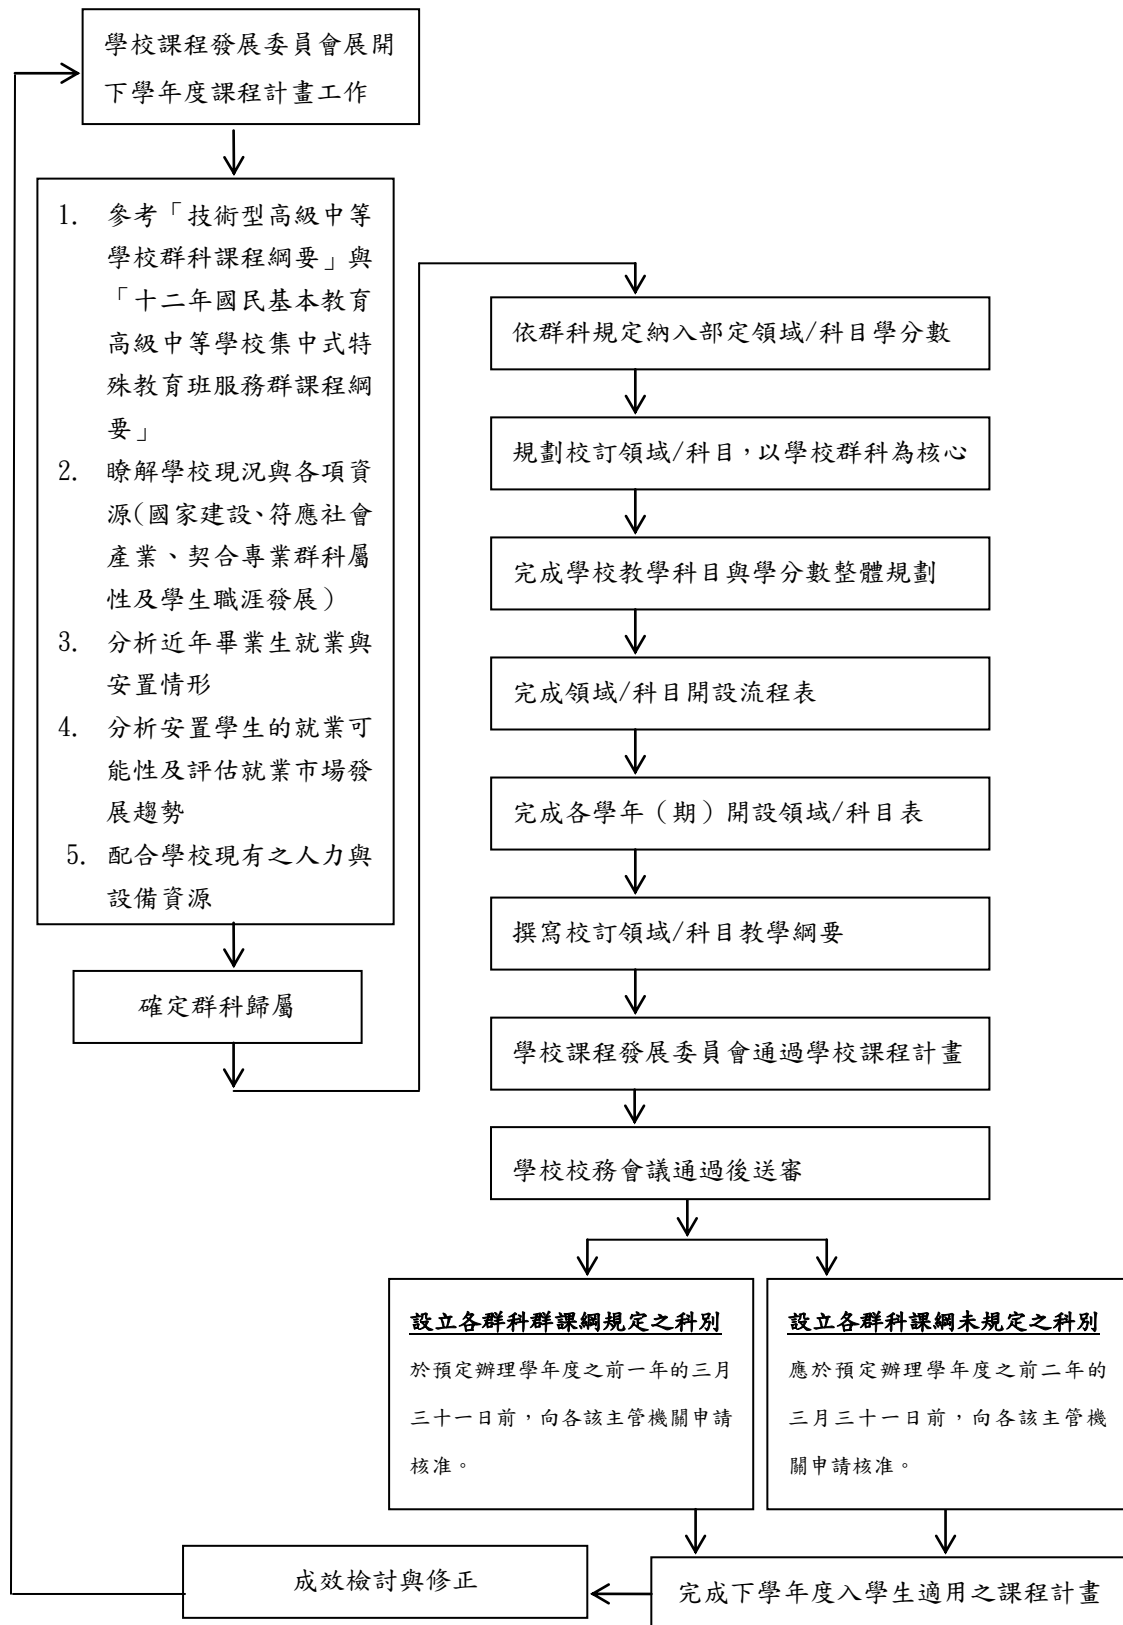 學校課程發展委員會展開
下學年度課程計畫工作
1. 參考「技術型高級中等
學校群科課程綱要」與
「十二年國民基本教育
高級中等學校集中式特
殊教育班服務群課程綱
要」
2. 瞭解學校現況與各項資
源(國家建設、符應社會
產業、契合專業群科屬
性及學生職涯發展)
3. 分析近年畢業生就業與
安置情形
4. 分析安置學生的就業可
能性及評估就業市場發
展趨勢
5. 配合學校現有之人力與
設備資源
確定群科歸屬
依群科規定納入部定領域/科目學分數
規劃校訂領域/科目,以學校群科為核心
完成學校教學科目與學分數整體規劃
完成領域/科目開設流程表
完成各學年（期）開設領域/科目表
撰寫校訂領域/科目教學綱要
學校課程發展委員會通過學校課程計畫
學校校務會議通過後送審
設立各群科群課綱規定之科別
於預定辦理學年度之前一年的三月
三十一日前，向各該主管機關申請
核准。
設立各群科課綱未規定之科別
應於預定辦理學年度之前二年的
三月三十一日前，向各該主管機
關申請核准。
完成下學年度入學生適用之課程計畫
成效檢討與修正